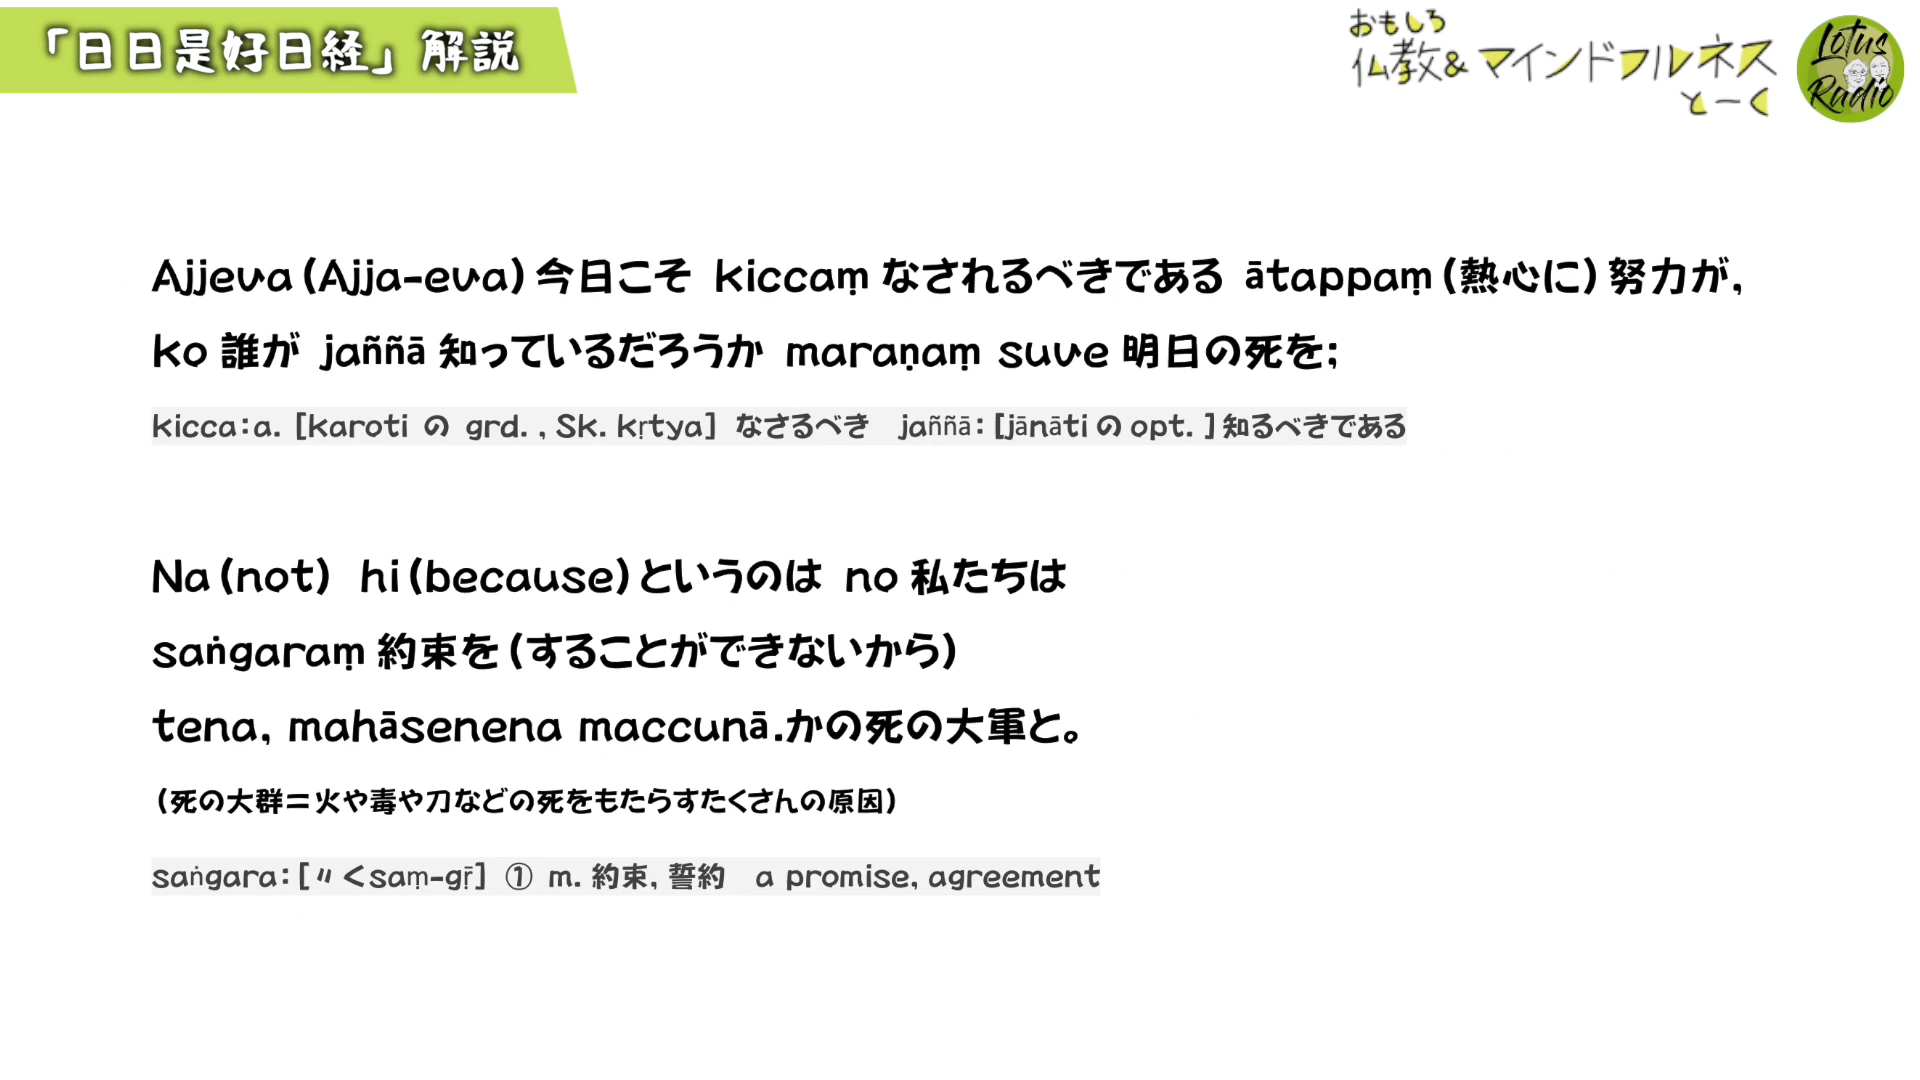 「日日是好日経」解説
おもしろ
仏教&マインドフルネス
とーく
Lotus
Radio
Ajjeva(Ajja-eva)今日こそ kiccaṃ なされるべきである ātappaṃ(熱心に)努力が,
ko 誰が jaññā 知っているだろうか maraṇaṃ suve 明日の死を;
kicca:a. [karoti の grd. , Sk. kṛtya] なさるべき jaññā: [jānāti の opt. ] 知るべきである
Na(not) hi(because)というのは no 私たちは
saṅgaraṃ 約束を(することができないから)
tena, mahāsenena maccunā.かの死の大軍と。
(死の大群=火や毒や刀などの死をもたらすたくさんの原因)
saṅgara: [〃<saṃ-gṝ] ① m. 約束, 誓約 a promise, agreement